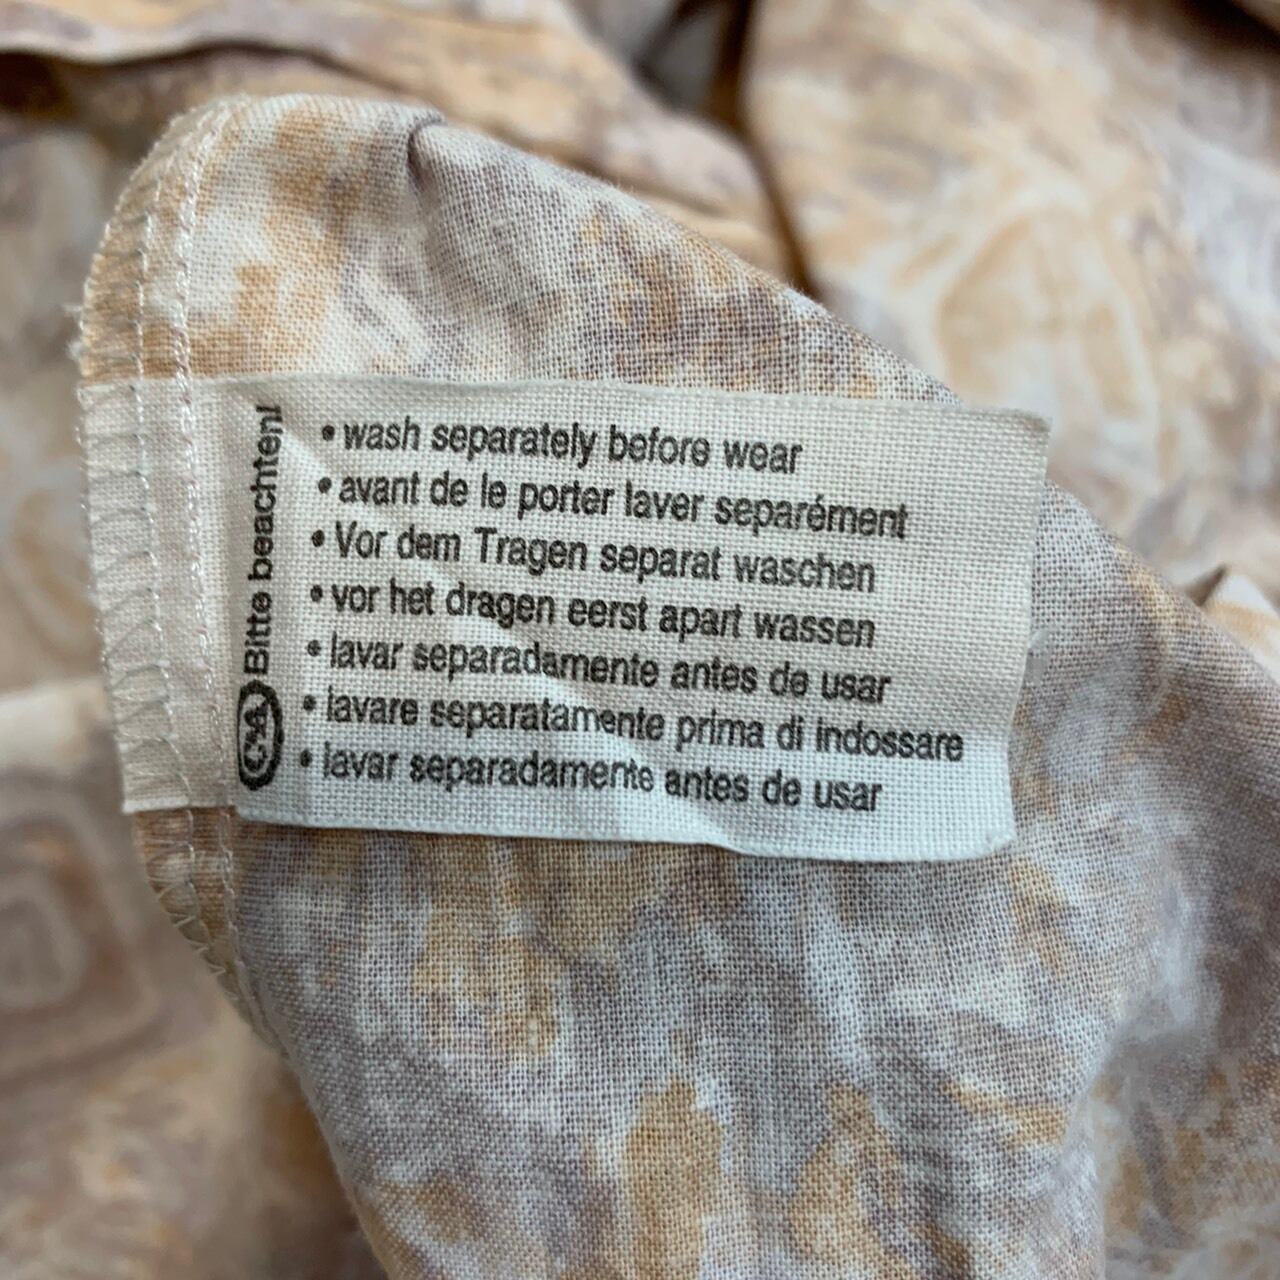 C&A Bitte beachten!
• wash separately before wear
• avant de le porter laver separément
• Vor dem Tragen separat waschen
• vor het dragen eerst apart wassen
• lavar separadamente antes de usar
• lavare separatamente prima di indossare
• lavar separadamente antes de usar